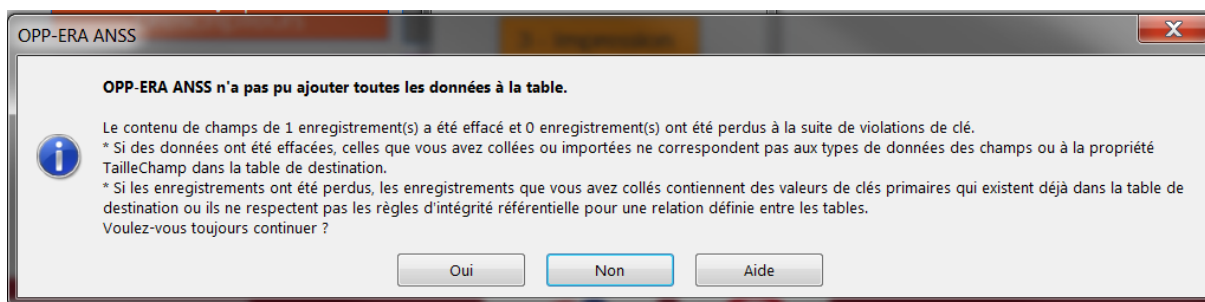 3 - Impression
OPP-ERA ANSS
X
OPP-ERA ANSS n'a pas pu ajouter toutes les données à la table.
Le contenu de champs de 1 enregistrement(s) a été effacé et 0 enregistrement(s) ont été perdus à la suite de violations de clé.
* Si des données ont été effacées, celles que vous avez collées ou importées ne correspondent pas aux types de données des champs ou à la propriété
TailleChamp dans la table de destination.
* Si les enregistrements ont été perdus, les enregistrements que vous avez collés contiennent des valeurs de clés primaires qui existent déjà dans la table de
destination ou ils ne respectent pas les règles d'intégrité référentielle pour une relation définie entre les tables.
Voulez-vous toujours continuer ?
Oui
Non
Aide